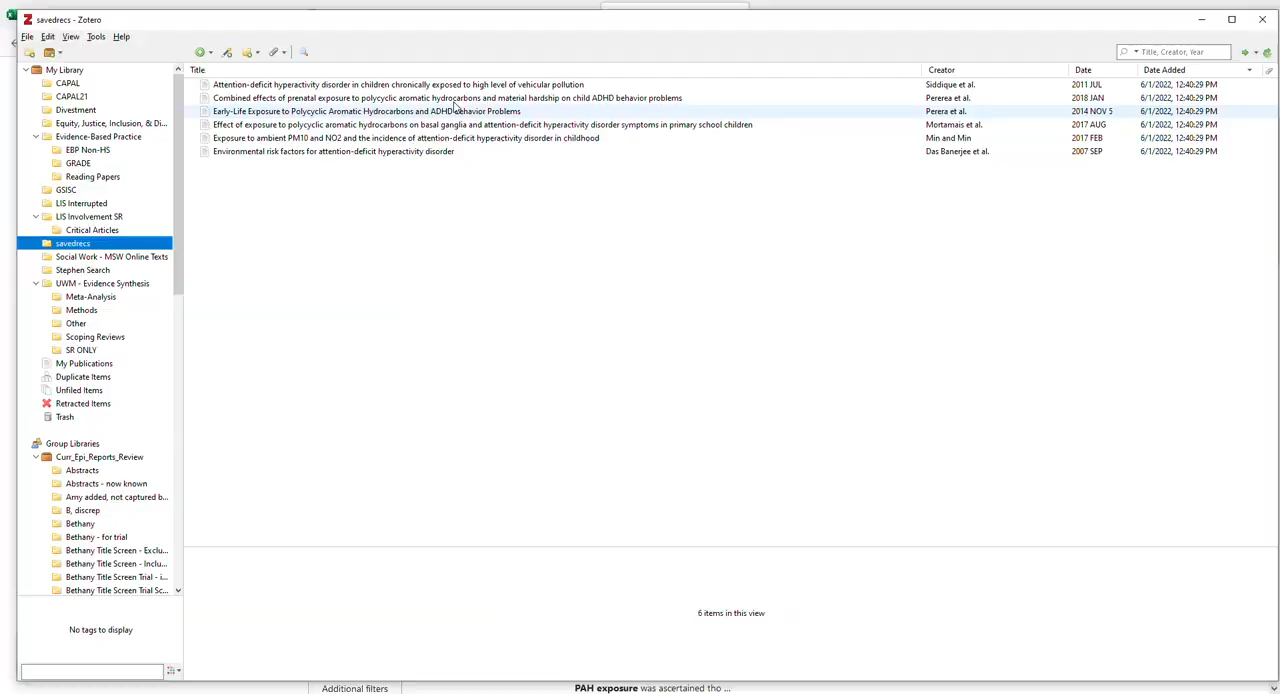 savedrecs - Zotero
File Edit View Tools Help
Title, Creator, Year
My Library
CAPAL
CAPAL21
Divestment
Equity, Justice, Inclusion, & Di...
Evidence-Based Practice
EBP Non-HS
GRADE
Reading Papers
GSISC
LIS Interrupted
LIS Involvement SR
Critical Articles
savedrecs
Social Work - MSW Online Texts
Stephen Search
UWM - Evidence Synthesis
Meta-Analysis
Methods
Other
Scoping Reviews
SR ONLY
My Publications
Duplicate Items
Unfiled Items
Retracted Items
Trash
Group Libraries
Curr_Epi_Reports_Review
Abstracts
Abstracts - now known
Amy added, not captured b...
B, discrep
Bethany
Bethany - for trial
Bethany Title Screen - Exclu...
Bethany Title Screen - Inclu...
Bethany Title Screen Trial - i...
Bethany Title Screen Trial Sc...
No tags to display
Title Creator Date Date Added
Attention-deficit hyperactivity disorder in children chronically exposed to high level of vehicular pollution Siddique et al. 2011 JUL 6/1/2022, 12:40:29 PM
Combined effects of prenatal exposure to polycyclic aromatic hydrocarbons and material hardship on child ADHD behavior problems Pererea et al. 2018 JAN 6/1/2022, 12:40:29 PM
Early-Life Exposure to Polycyclic Aromatic Hydrocarbons and ADHD Behavior Problems Perera et al. 2014 NOV 5 6/1/2022, 12:40:29 PM
Effect of exposure to polycyclic aromatic hydrocarbons on basal ganglia and attention-deficit hyperactivity disorder symptoms in primary school children Mortamais et al. 2017 AUG 6/1/2022, 12:40:29 PM
Exposure to ambient PM10 and NO2 and the incidence of attention-deficit hyperactivity disorder in childhood Min and Min 2017 FEB 6/1/2022, 12:40:29 PM
Environmental risk factors for attention-deficit hyperactivity disorder Das Banerjee et al. 2007 SEP 6/1/2022, 12:40:29 PM
6 items in this view
Additional filters
PAH exposure was ascertained tho ...